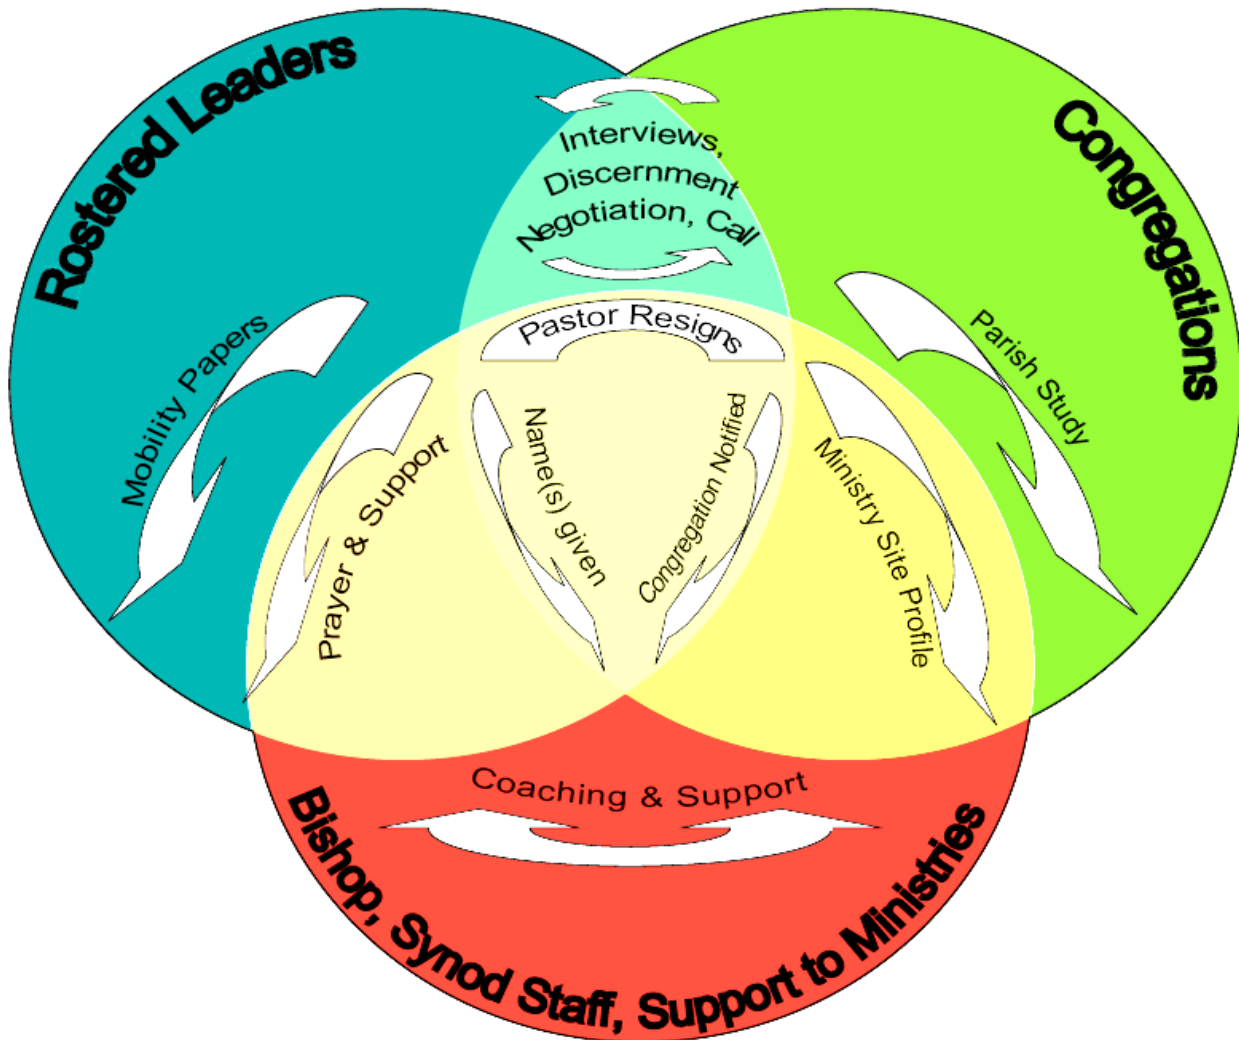 Rostered Leaders
Congregations
Interviews,
Discernment
Negotiation, Call
Pastor Resigns
Mobility Papers
Prayer & Support
Name(s) given
Congregation Notified
Ministry Site Profile
Parish Study
Coaching & Support
Bishop, Synod Staff, Support to Ministries